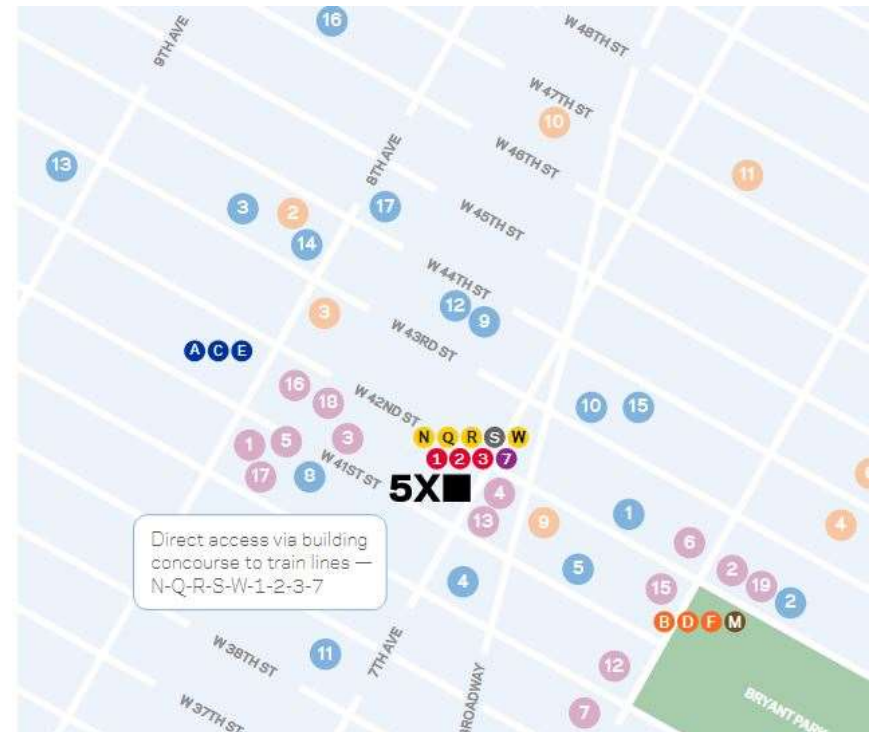 16
W 48TH ST
9TH AVE
W 47TH ST
10
8TH AVE
W 46TH ST
13
11
3
2
17
W 45TH ST
14
W 44TH ST
12
9
3
W 43RD ST
A C E
16
18
W 42ND ST
10
15
N Q R S W
1 2 3 7
1
5
3
17
8
W 41ST ST
5X
4
13
9
1
4
6
5
4
2
19
2
15
Direct access via building
concourse to train lines —
N-Q-R-S-W-1-2-3-7
B D F M
W 38TH ST
11
7TH AVE
12
BROADWAY
7
BRYANT PARK
W 37TH ST